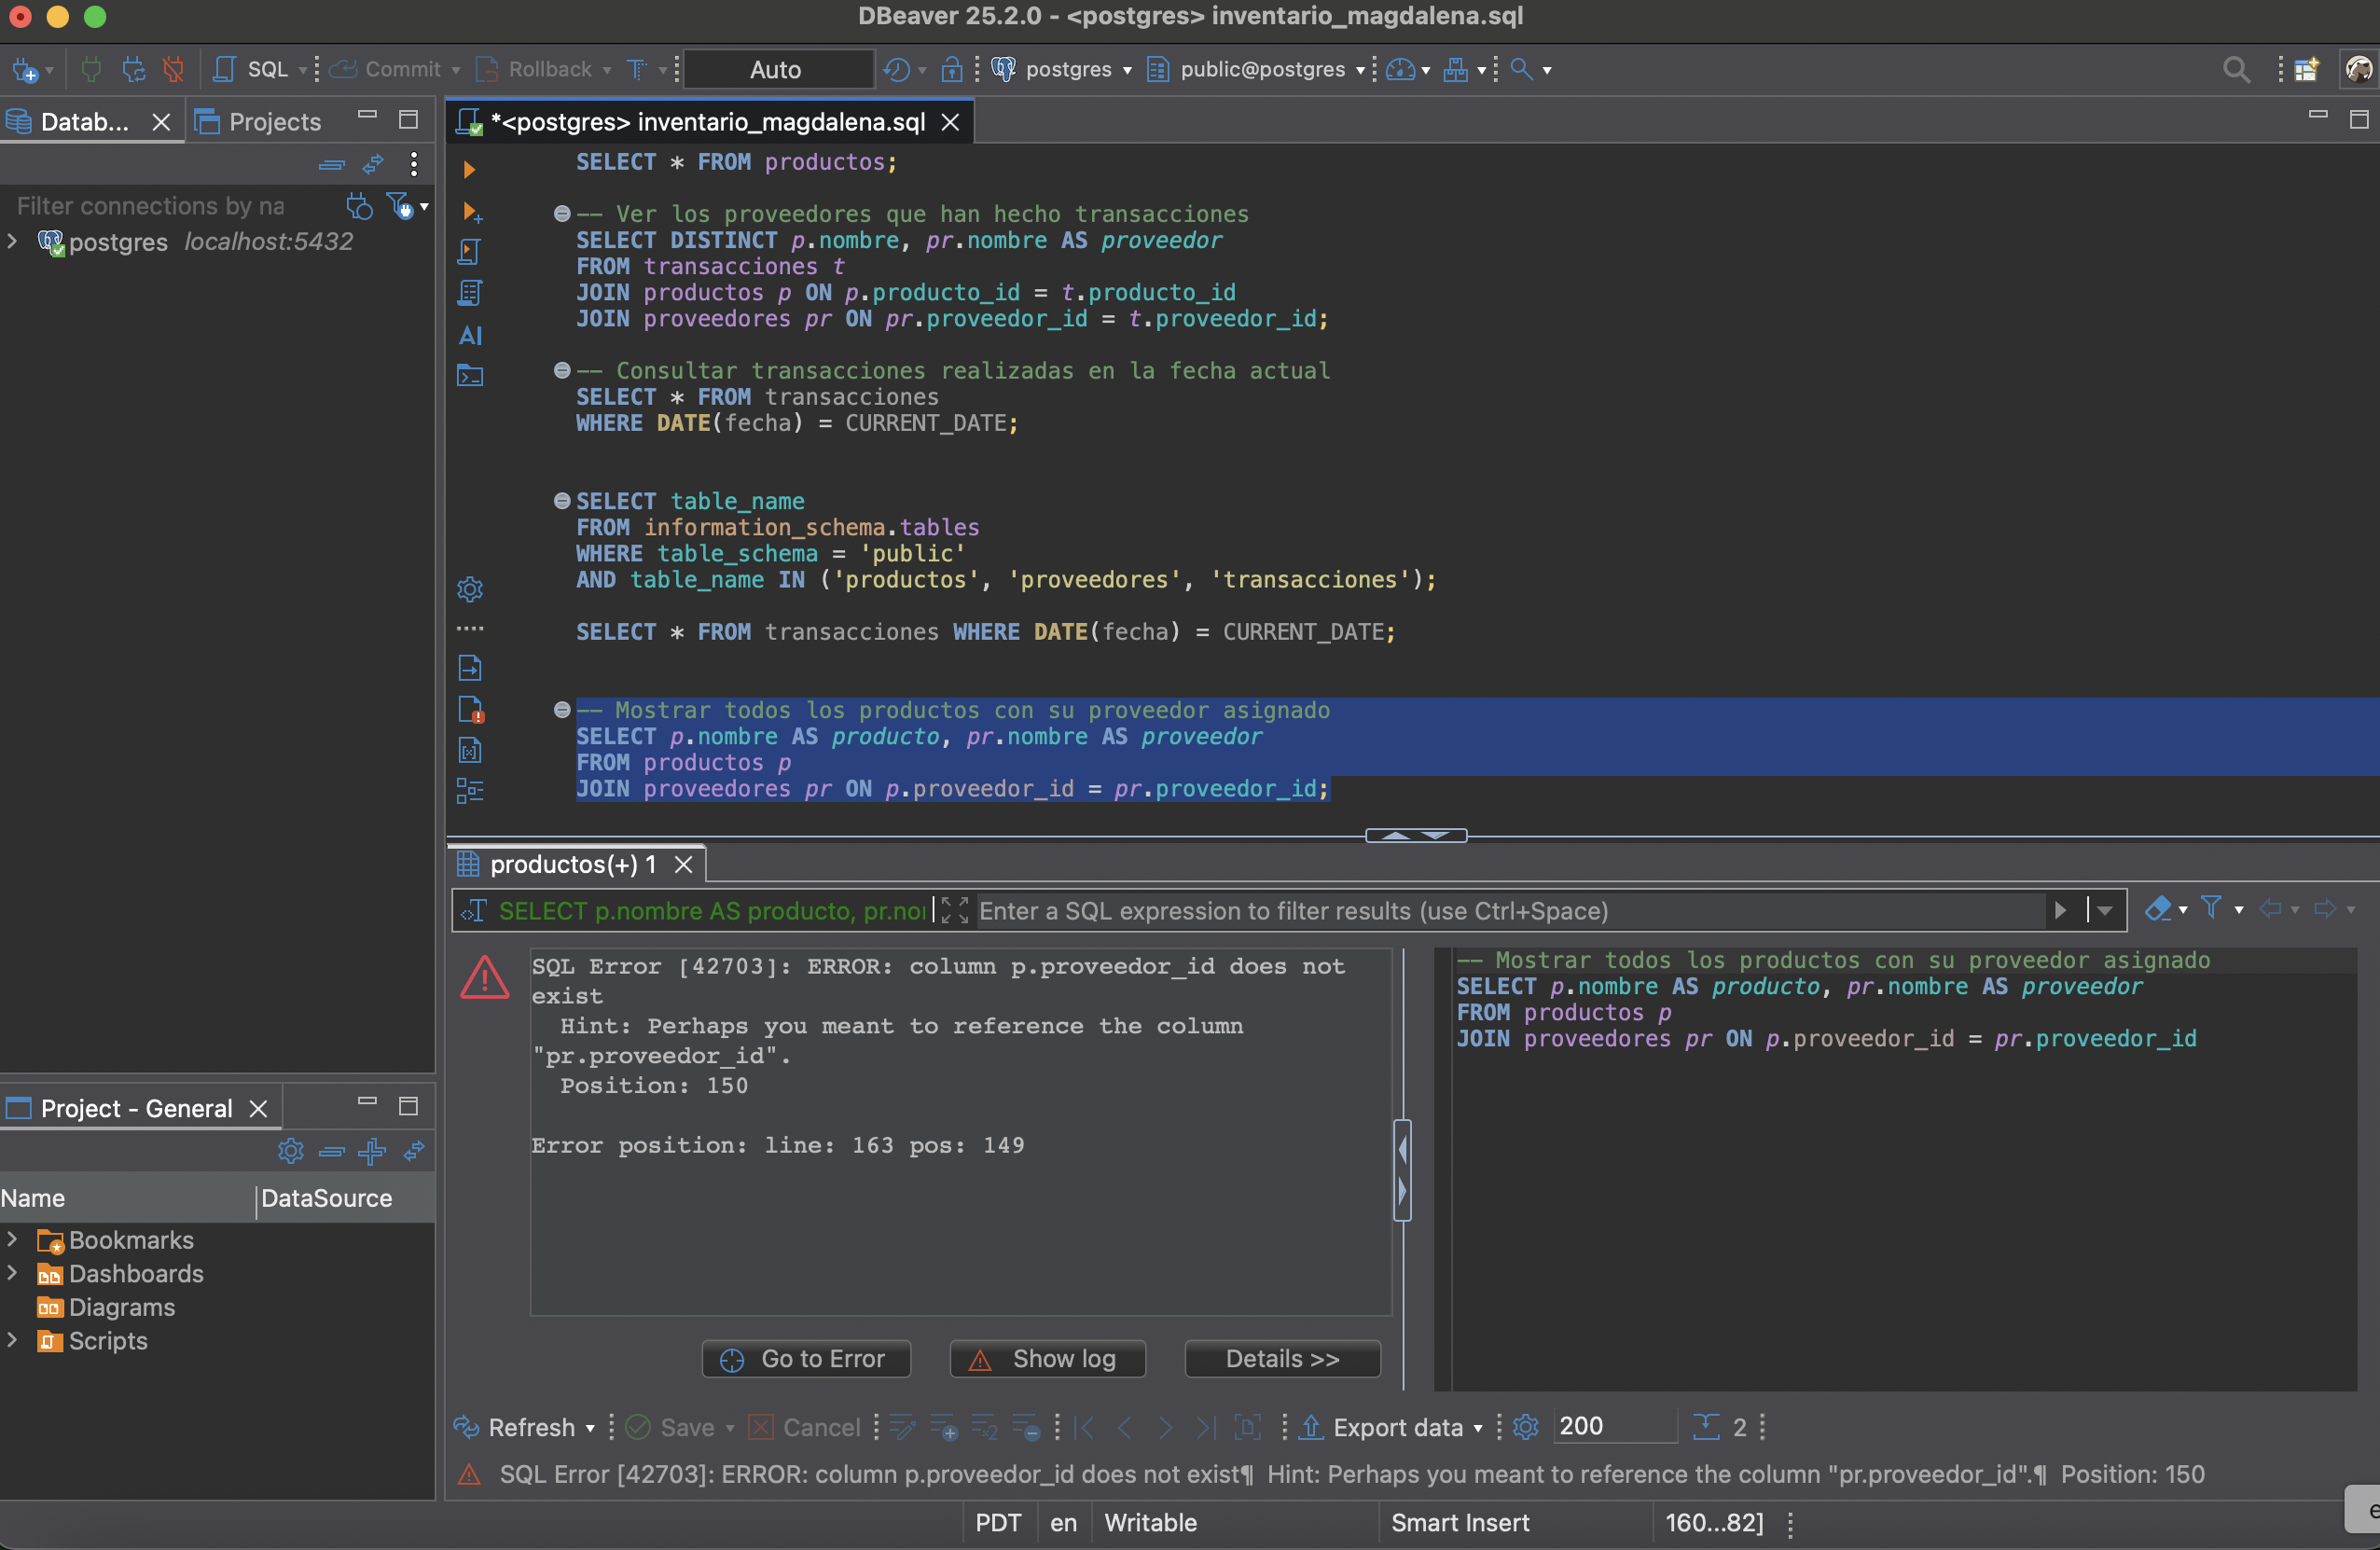 DBeaver 25.2.0 - <postgres> inventario_magdalena.sql
SQL Commit Rollback Auto postgres public@postgres
Datab... Projects
*<postgres> inventario_magdalena.sql
Filter connections by na
postgres localhost:5432
SELECT * FROM productos;
-- Ver los proveedores que han hecho transacciones
SELECT DISTINCT p.nombre, pr.nombre AS proveedor
FROM transacciones t
JOIN productos p ON p.producto_id = t.producto_id
JOIN proveedores pr ON pr.proveedor_id = t.proveedor_id;
AI
-- Consultar transacciones realizadas en la fecha actual
SELECT * FROM transacciones
WHERE DATE(fecha) = CURRENT_DATE;
SELECT table_name
FROM information_schema.tables
WHERE table_schema = 'public'
AND table_name IN ('productos', 'proveedores', 'transacciones');
SELECT * FROM transacciones WHERE DATE(fecha) = CURRENT_DATE;
-- Mostrar todos los productos con su proveedor asignado
SELECT p.nombre AS producto, pr.nombre AS proveedor
FROM productos p
JOIN proveedores pr ON p.proveedor_id = pr.proveedor_id;
productos(+) 1
SELECT p.nombre AS producto, pr.nor
Enter a SQL expression to filter results (use Ctrl+Space)
SQL Error [42703]: ERROR: column p.proveedor_id does not
exist
Hint: Perhaps you meant to reference the column
"pr.proveedor_id".
Position: 150
Error position: line: 163 pos: 149
-- Mostrar todos los productos con su proveedor asignado
SELECT p.nombre AS producto, pr.nombre AS proveedor
FROM productos p
JOIN proveedores pr ON p.proveedor_id = pr.proveedor_id
Go to Error Show log Details >>
Project - General
Name DataSource
Bookmarks
Dashboards
Diagrams
Scripts
Refresh Save Cancel Export data 200 2
SQL Error [42703]: ERROR: column p.proveedor_id does not exist¶ Hint: Perhaps you meant to reference the column "pr.proveedor_id".¶ Position: 150
PDT en Writable Smart Insert 160...82]